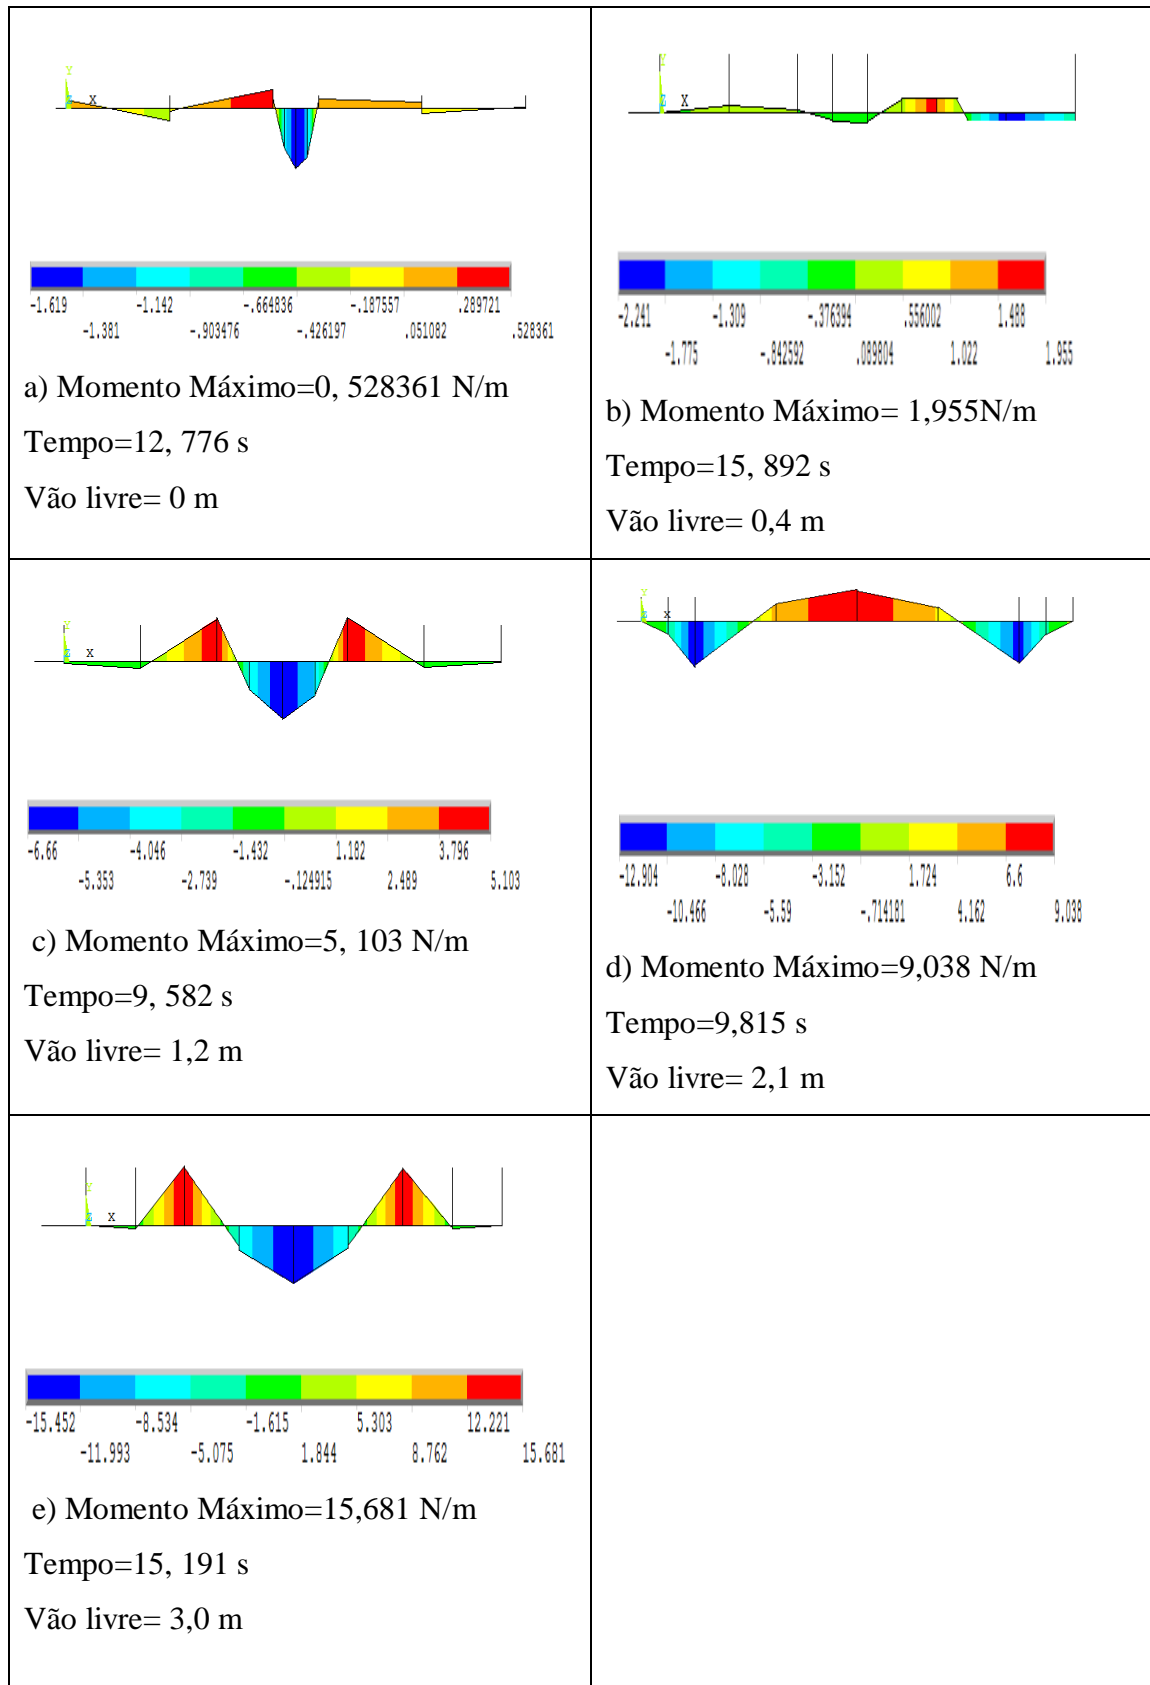 Y
Z X
-1.619 -1.142 -.664836 -.187557 .289721
-1.381 -.903476 -.426197 .051082 .528361
a) Momento Máximo=0, 528361 N/m
Tempo=12, 776 s
Vão livre= 0 m
Y
Z X
-2.241 -1.309 -.376394 .556002 1.488
-1.775 -.842592 .089804 1.022 1.955
b) Momento Máximo= 1,955N/m
Tempo=15, 892 s
Vão livre= 0,4 m
Y
Z X
-6.66 -4.046 -1.432 1.182 3.796
-5.353 -2.739 -.124915 2.489 5.103
c) Momento Máximo=5, 103 N/m
Tempo=9, 582 s
Vão livre= 1,2 m
Y
Z X
-12.904 -8.028 -3.152 1.724 6.6
-10.466 -5.59 -.714181 4.162 9.038
d) Momento Máximo=9,038 N/m
Tempo=9,815 s
Vão livre= 2,1 m
Y
Z X
-15.452 -8.534 -1.615 5.303 12.221
-11.993 -5.075 1.844 8.762 15.681
e) Momento Máximo=15,681 N/m
Tempo=15, 191 s
Vão livre= 3,0 m